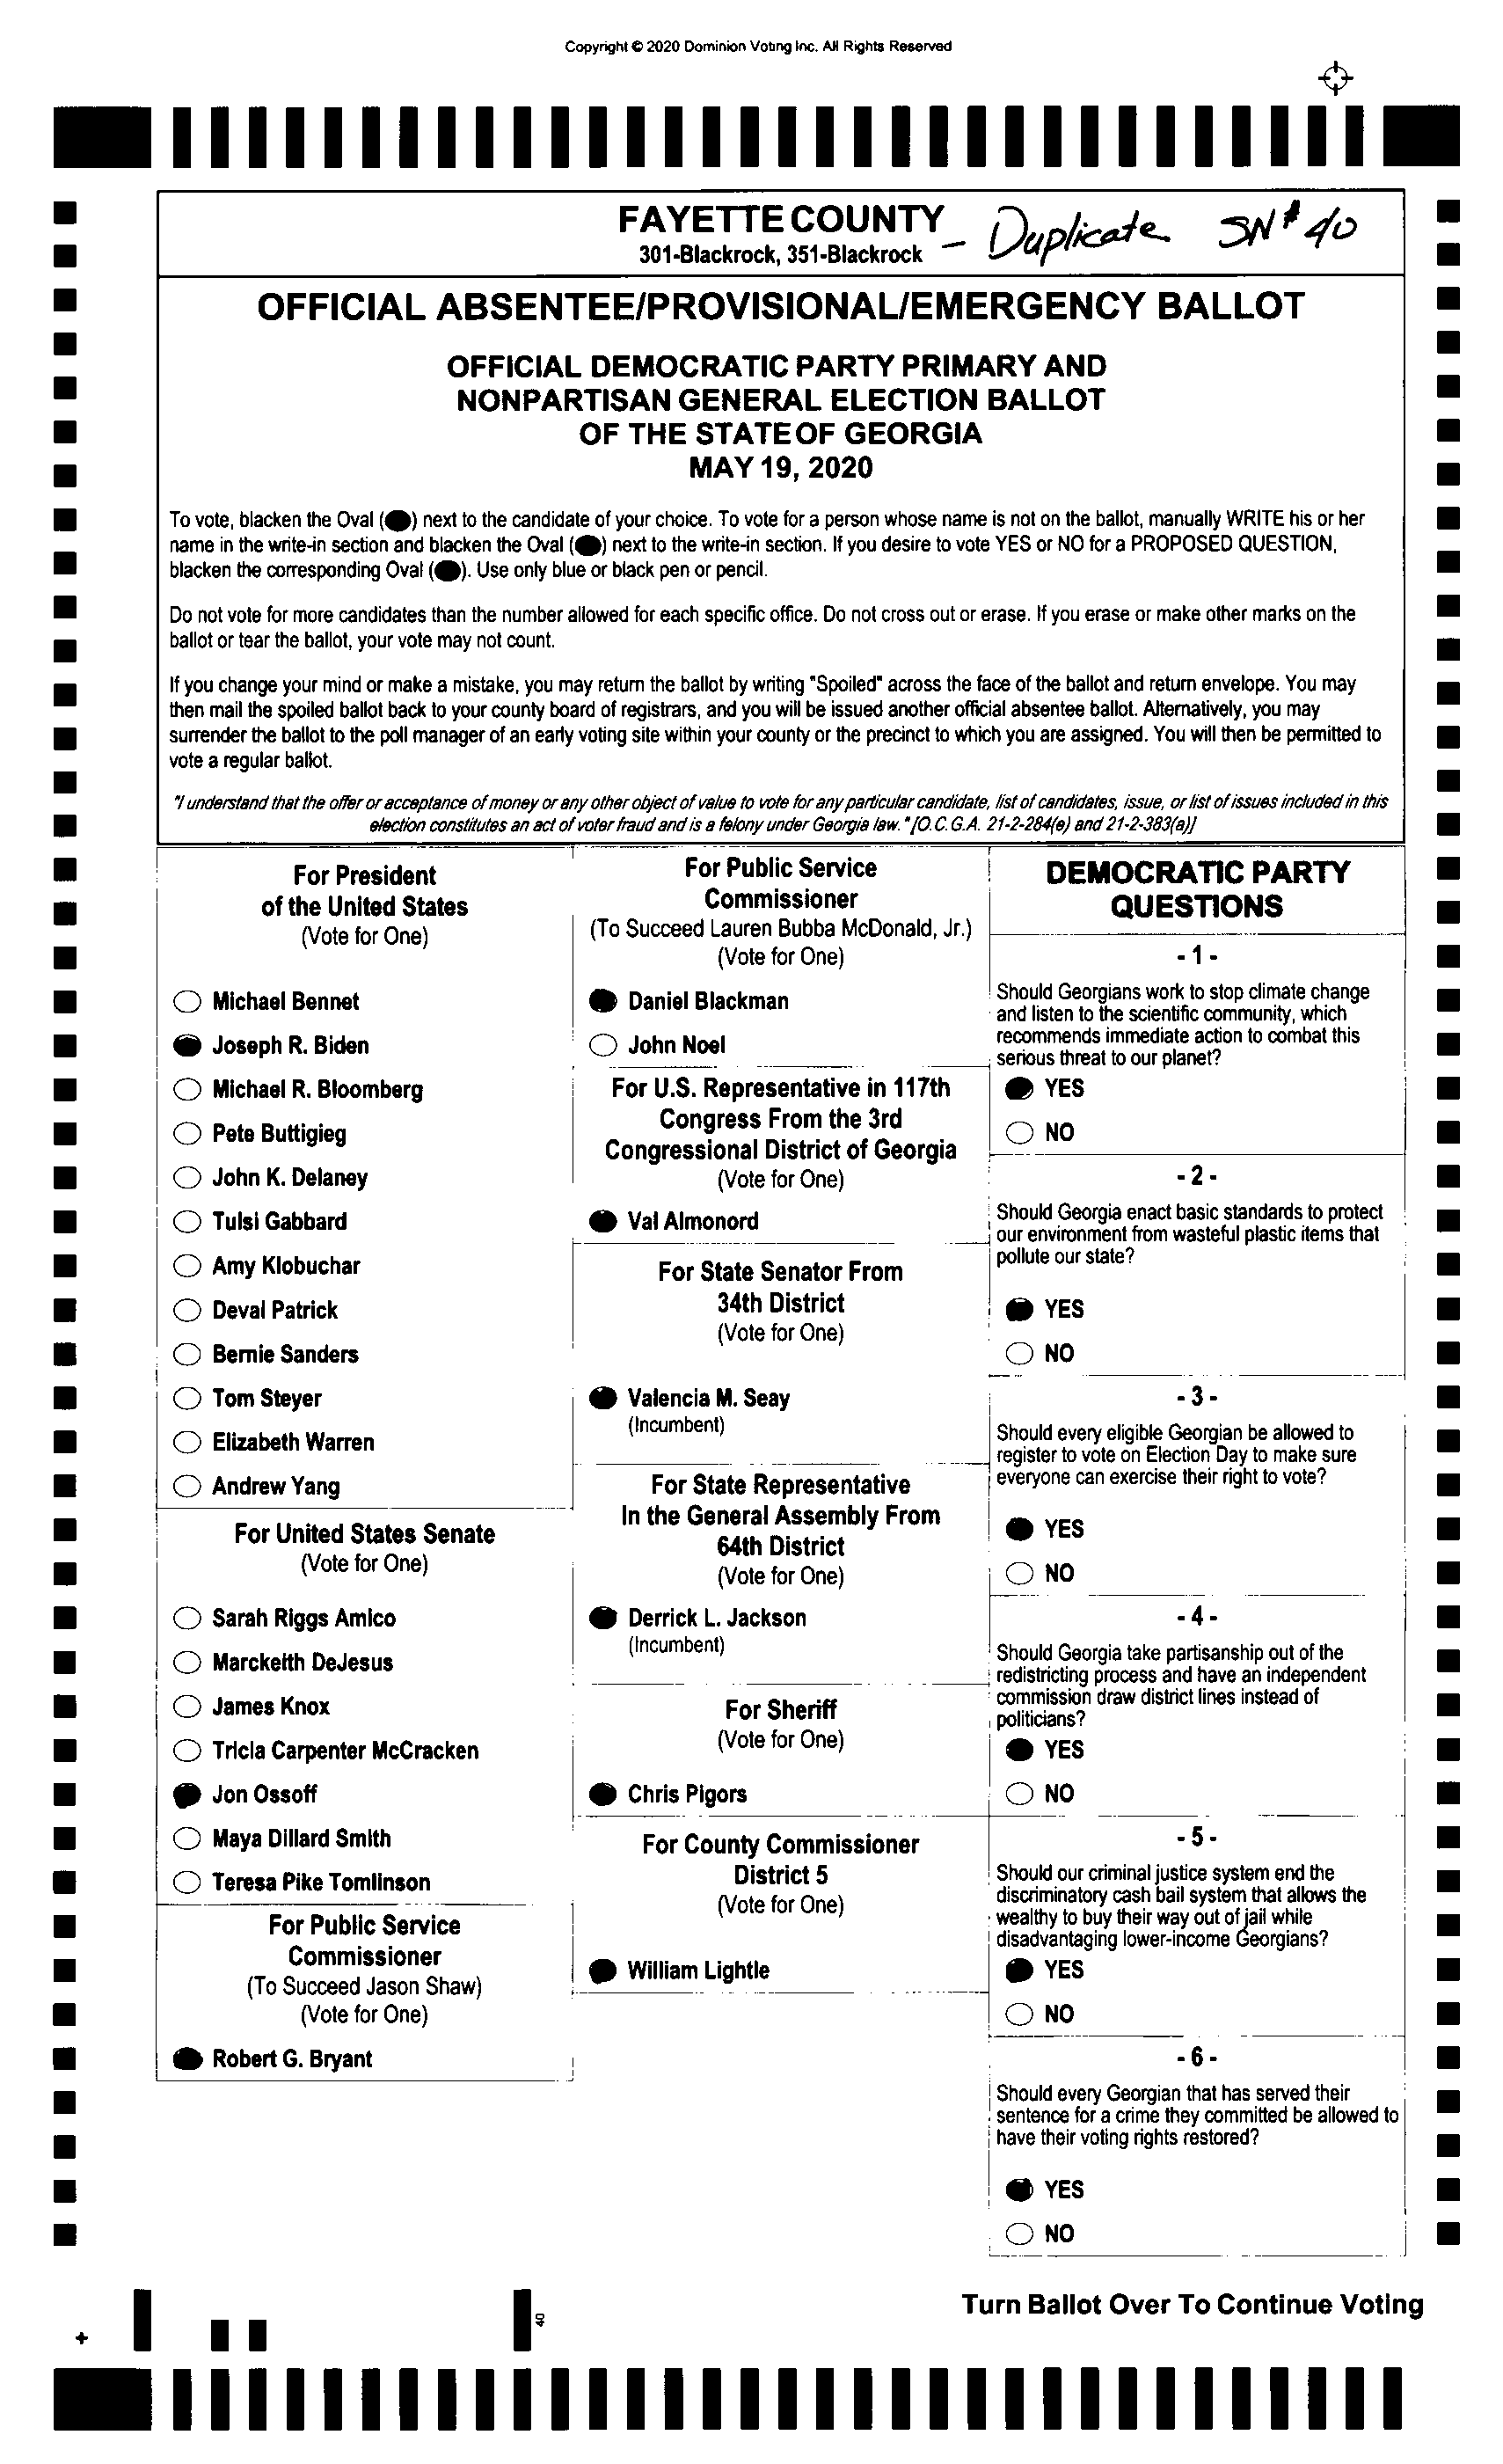 Copyright © 2020 Dominion Voting Inc. All Rights Reserved
FAYETTE COUNTY
301-Blackrock, 351-Blackrock – Duplicate SN# 40
OFFICIAL ABSENTEE/PROVISIONAL/EMERGENCY BALLOT
OFFICIAL DEMOCRATIC PARTY PRIMARY AND
NONPARTISAN GENERAL ELECTION BALLOT
OF THE STATE OF GEORGIA
MAY 19, 2020
To vote, blacken the Oval ( ) next to the candidate of your choice. To vote for a person whose name is not on the ballot, manually WRITE his or her
name in the write-in section and blacken the Oval ( ) next to the write-in section. If you desire to vote YES or NO for a PROPOSED QUESTION,
blacken the corresponding Oval ( ). Use only blue or black pen or pencil.
Do not vote for more candidates than the number allowed for each specific office. Do not cross out or erase. If you erase or make other marks on the
ballot or tear the ballot, your vote may not count.
If you change your mind or make a mistake, you may return the ballot by writing "Spoiled" across the face of the ballot and return envelope. You may
then mail the spoiled ballot back to your county board of registrars, and you will be issued another official absentee ballot. Alternatively, you may
surrender the ballot to the poll manager of an early voting site within your county or the precinct to which you are assigned. You will then be permitted to
vote a regular ballot.
"I understand that the offer or acceptance of money or any other object of value to vote for any particular candidate, list of candidates, issue, or list of issues included in this
election constitutes an act of voter fraud and is a felony under Georgia law. "[O.C.G.A. 21-2-284(e) and 21-2-383(a)]
For President
of the United States
(Vote for One)
Michael Bennet
Joseph R. Biden
Michael R. Bloomberg
Pete Buttigieg
John K. Delaney
Tulsi Gabbard
Amy Klobuchar
Deval Patrick
Bernie Sanders
Tom Steyer
Elizabeth Warren
Andrew Yang
For United States Senate
(Vote for One)
Sarah Riggs Amico
Marckeith DeJesus
James Knox
Tricia Carpenter McCracken
Jon Ossoff
Maya Dillard Smith
Teresa Pike Tomlinson
For Public Service
Commissioner
(To Succeed Jason Shaw)
(Vote for One)
Robert G. Bryant
For Public Service
Commissioner
(To Succeed Lauren Bubba McDonald, Jr.)
(Vote for One)
Daniel Blackman
John Noel
For U.S. Representative in 117th
Congress From the 3rd
Congressional District of Georgia
(Vote for One)
Val Almonord
For State Senator From
34th District
(Vote for One)
Valencia M. Seay
(Incumbent)
For State Representative
In the General Assembly From
64th District
(Vote for One)
Derrick L. Jackson
(Incumbent)
For Sheriff
(Vote for One)
Chris Pigors
For County Commissioner
District 5
(Vote for One)
William Lightle
DEMOCRATIC PARTY
QUESTIONS
- 1 -
Should Georgians work to stop climate change
and listen to the scientific community, which
recommends immediate action to combat this
serious threat to our planet?
YES
NO
- 2 -
Should Georgia enact basic standards to protect
our environment from wasteful plastic items that
pollute our state?
YES
NO
- 3 -
Should every eligible Georgian be allowed to
register to vote on Election Day to make sure
everyone can exercise their right to vote?
YES
NO
- 4 -
Should Georgia take partisanship out of the
redistricting process and have an independent
commission draw district lines instead of
politicians?
YES
NO
- 5 -
Should our criminal justice system end the
discriminatory cash bail system that allows the
wealthy to buy their way out of jail while
disadvantaging lower-income Georgians?
YES
NO
- 6 -
Should every Georgian that has served their
sentence for a crime they committed be allowed to
have their voting rights restored?
YES
NO
Turn Ballot Over To Continue Voting
40